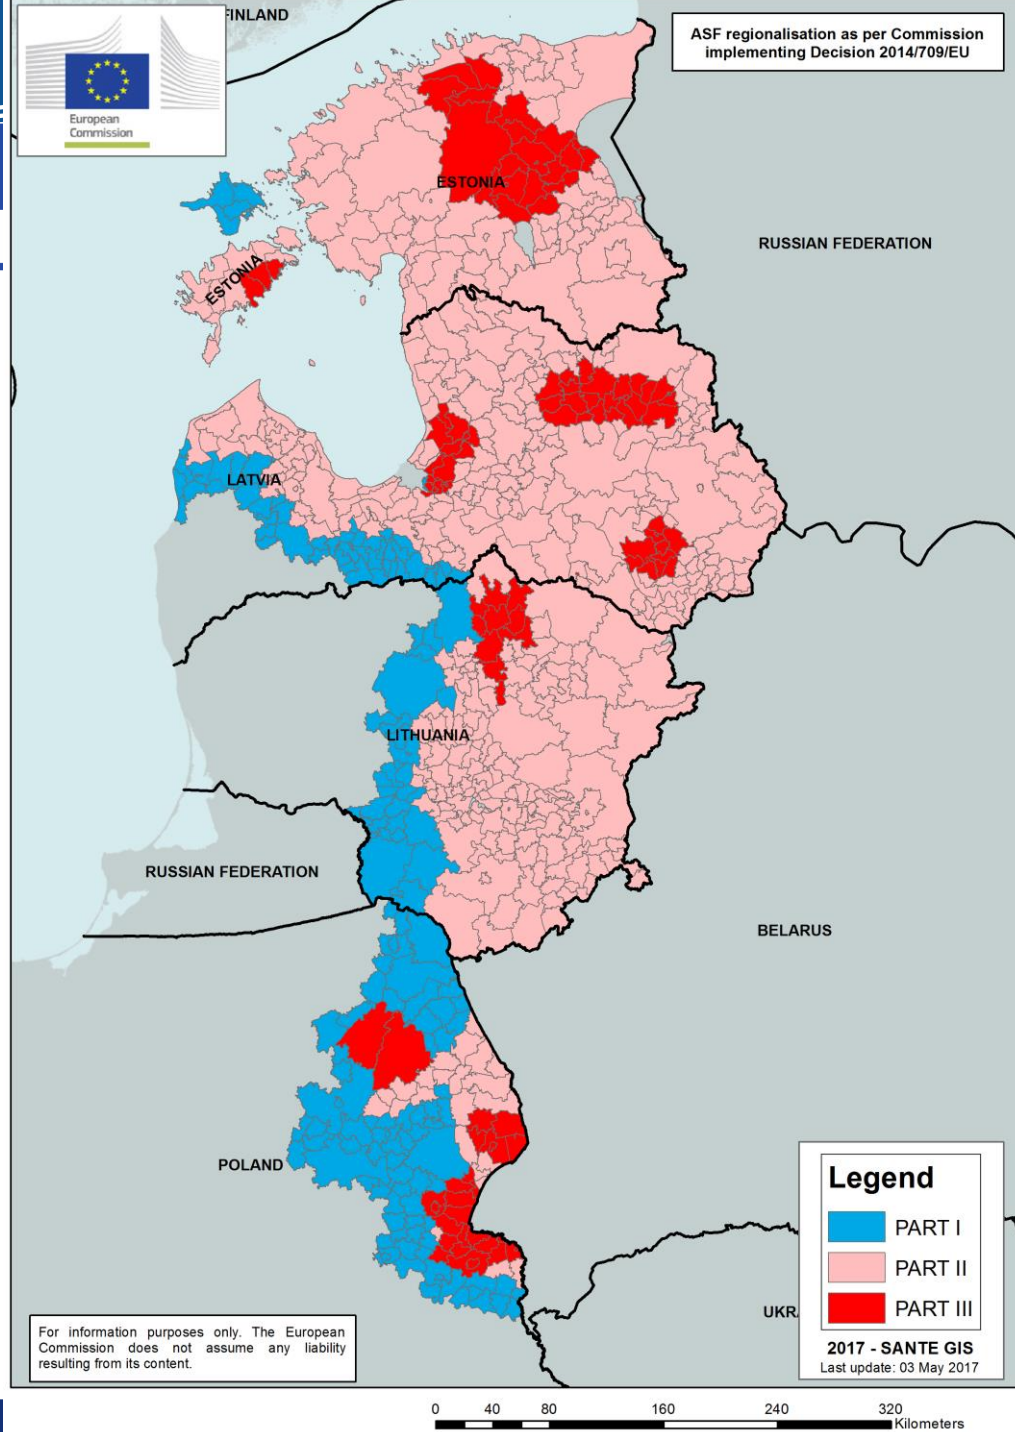 FINLAND
European
Commission
ASF regionalisation as per Commission
implementing Decision 2014/709/EU
ESTONIA
RUSSIAN FEDERATION
ESTONIA
LATVIA
LITHUANIA
RUSSIAN FEDERATION
BELARUS
POLAND
Legend
PART I
PART II
PART III
UKR
2017 - SANTE GIS
Last update: 03 May 2017
For information purposes only. The European
Commission does not assume any liability
resulting from its content.
0 40 80 160 240 320
Kilometers